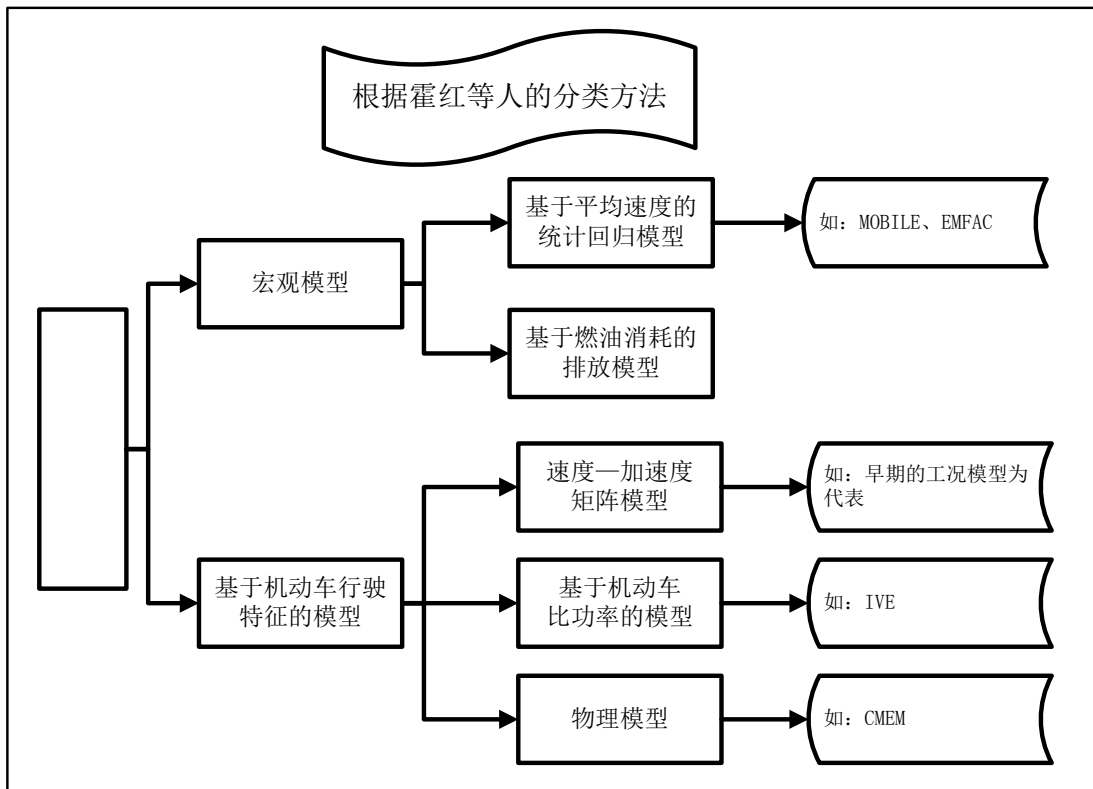 根据霍红等人的分类方法
基于平均速度的
统计回归模型
如：MOBILE、EMFAC
宏观模型
基于燃油消耗的
排放模型
速度—加速度
矩阵模型
如：早期的工况模型为
代表
基于机动车行驶
特征的模型
基于机动车
比功率的模型
如：IVE
物理模型
如：CMEM